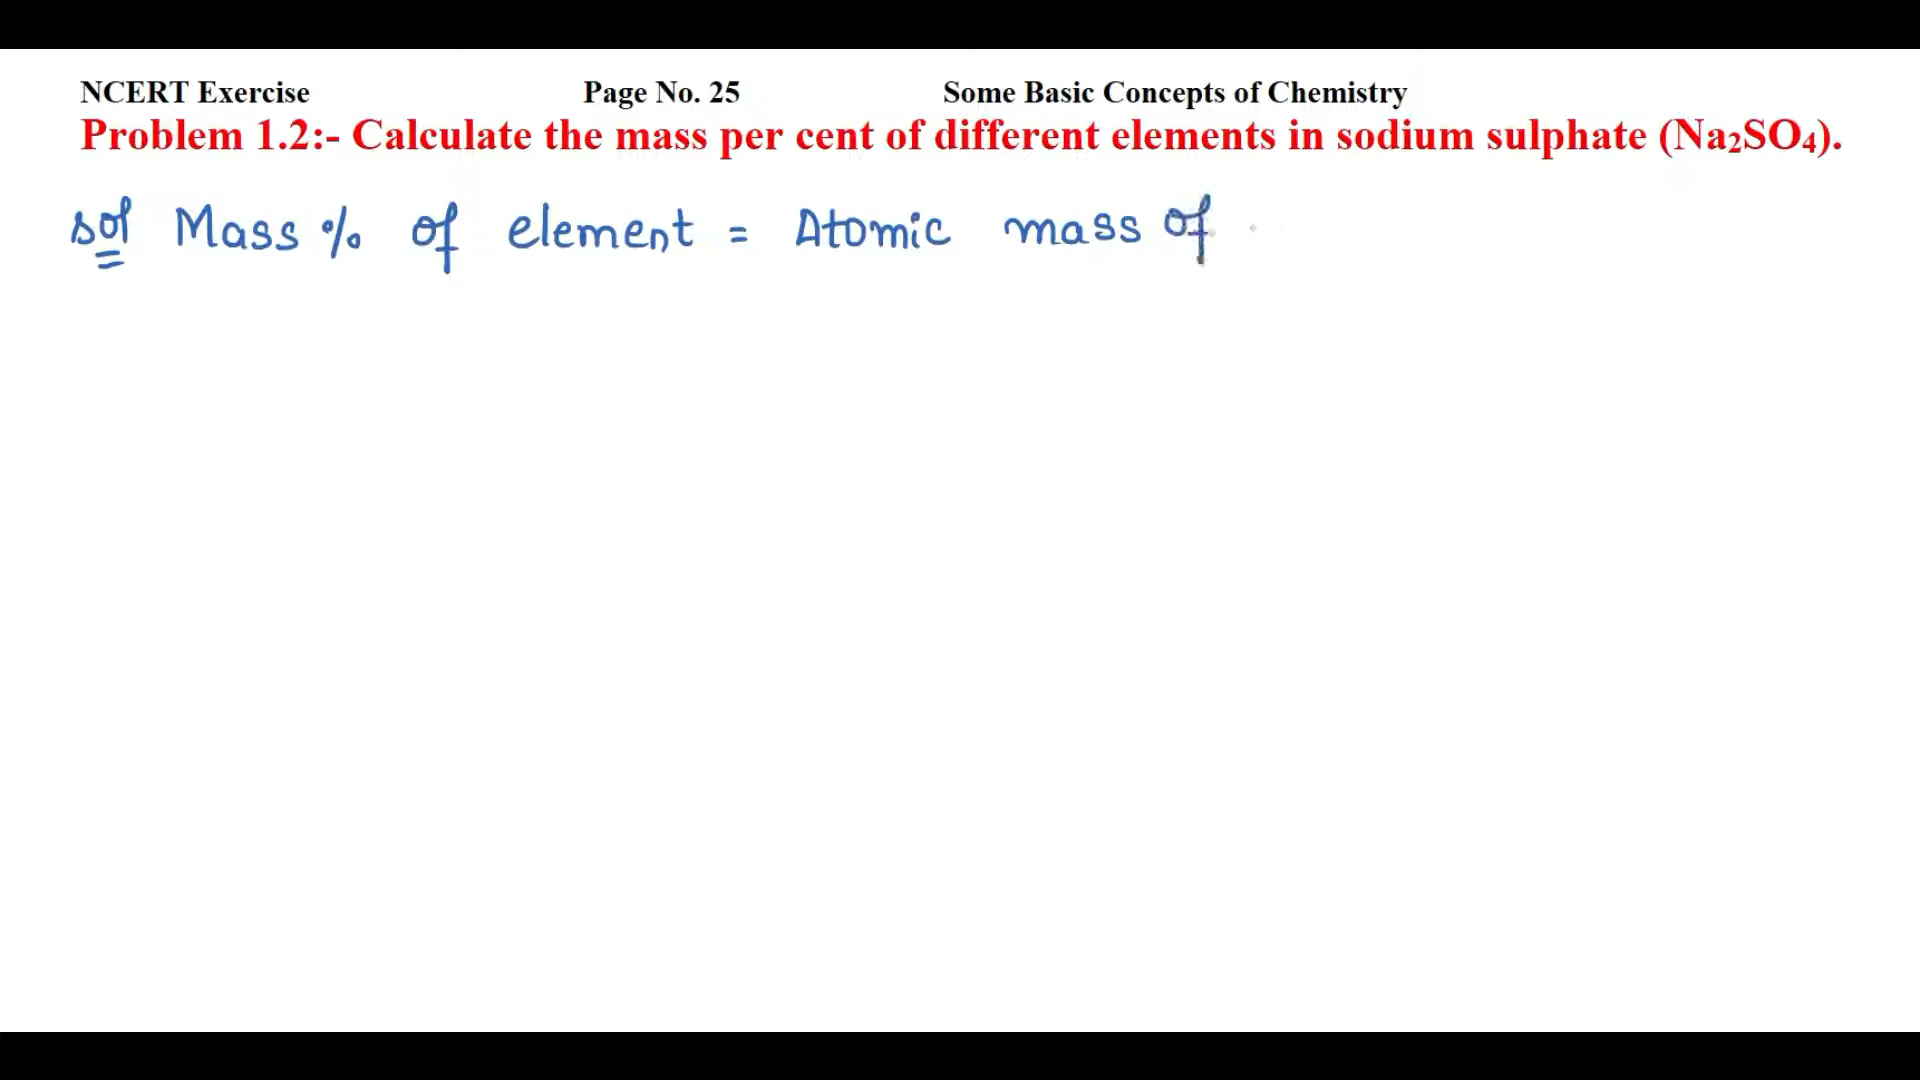 NCERT Exercise Page No. 25 Some Basic Concepts of Chemistry
Problem 1.2:- Calculate the mass per cent of different elements in sodium sulphate (Na₂SO₄).
sol Mass % of element = Atomic mass of